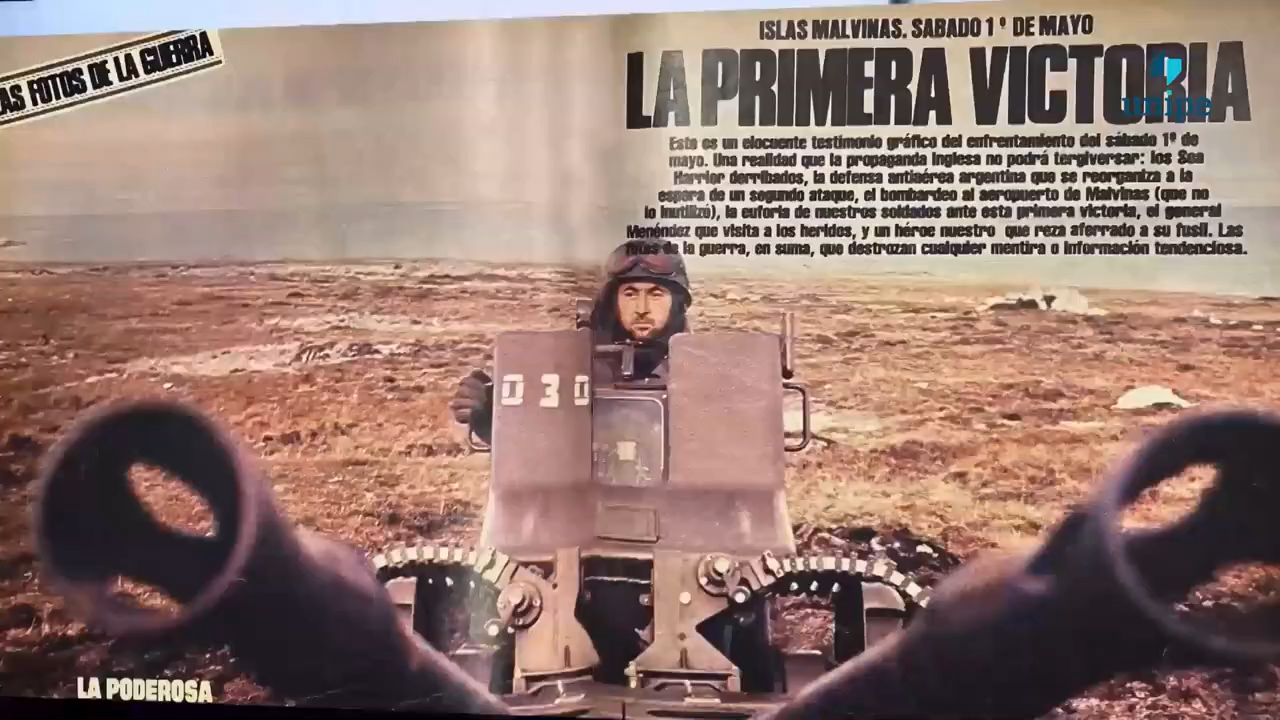 AS FOTOS DE LA GUERRA
ISLAS MALVINAS. SABADO 1º DE MAYO
LA PRIMERA VICTORIA
unipe
Este es un elocuente testimonio gráfico del enfrentamiento del sábado 1º de
mayo. Una realidad que la propaganda inglesa no podrá tergiversar: los Sea
Harrier derribados, la defensa antiaérea argentina que se reorganiza a la
espera de un segundo ataque, el bombardeo al aeropuerto de Malvinas (que no
lo inutilizó), la euforia de nuestros soldados ante esta primera victoria, el general
Menéndez que visita a los heridos, y un héroe nuestro que reza aferrado a su fusil. Las
fotos de la guerra, en suma, que destrozan cualquier mentira o información tendenciosa.
030
LA PODEROSA